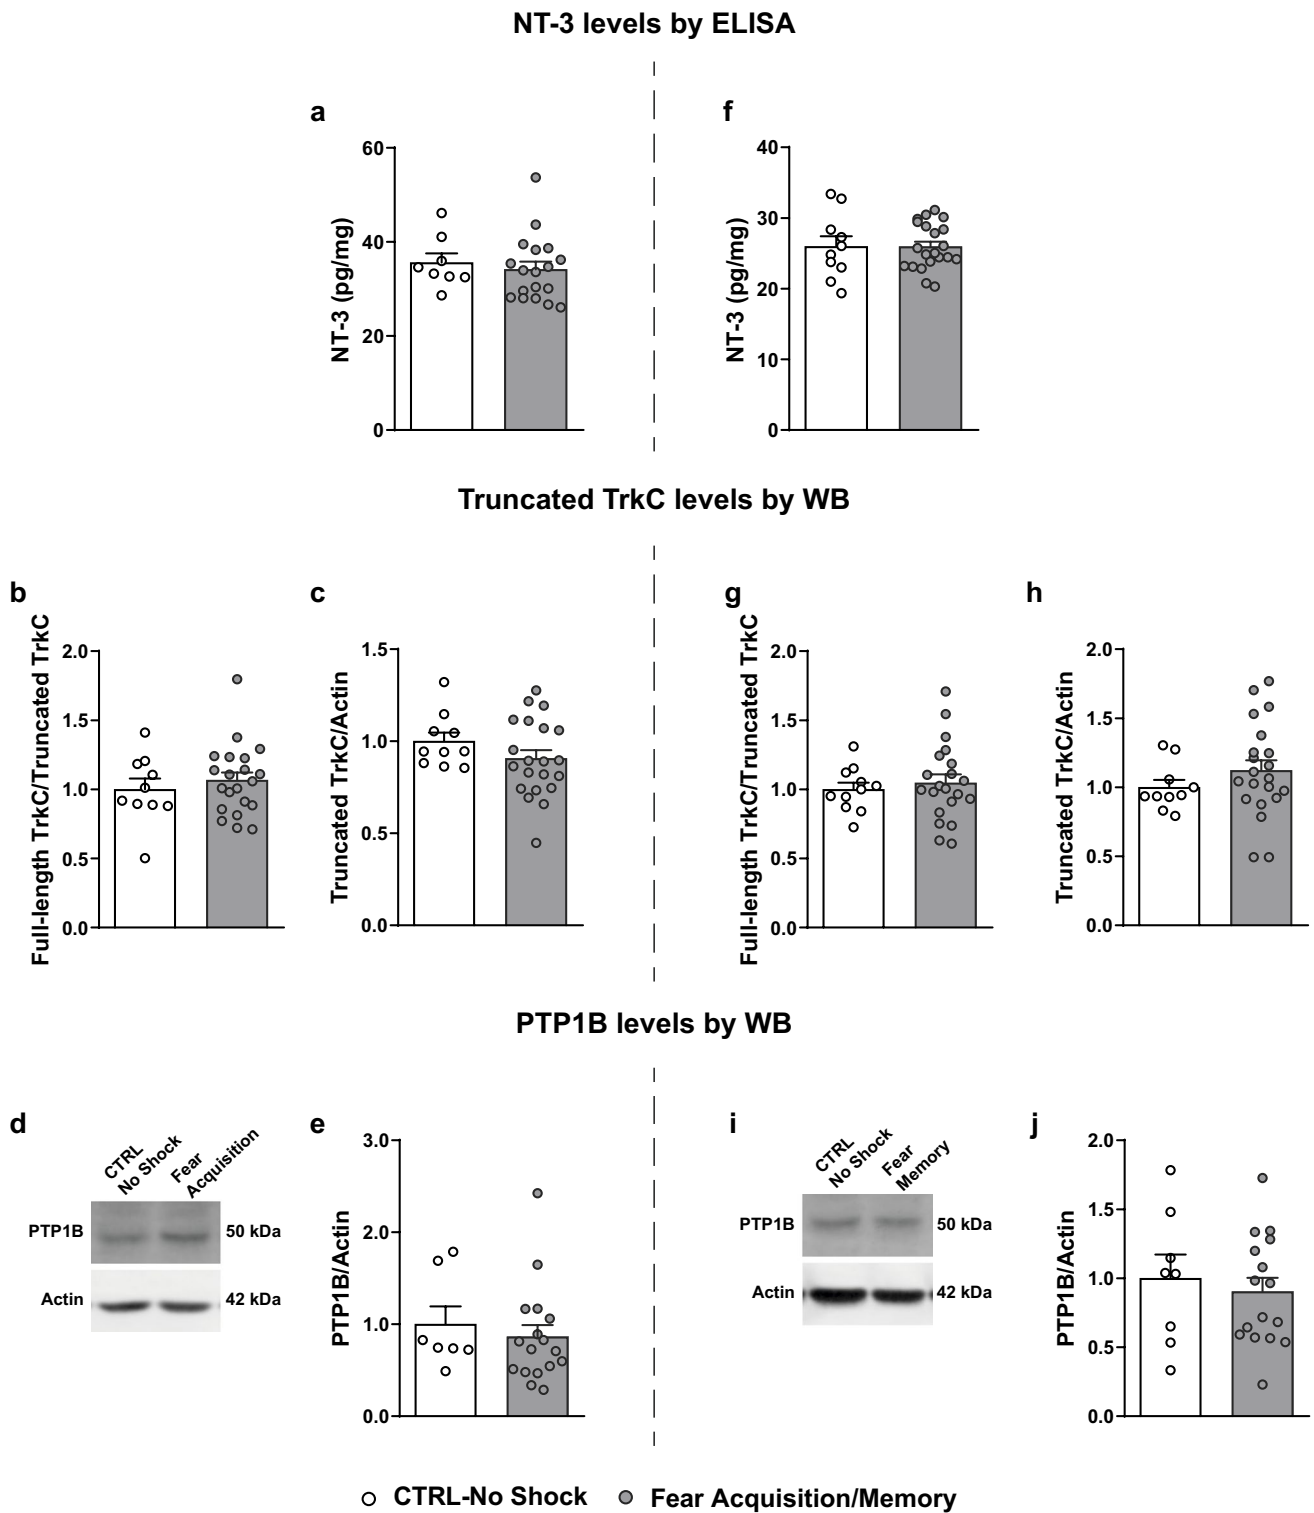 NT-3 levels by ELISA
a
f
NT-3 (pg/mg)
60
40
20
0
NT-3 (pg/mg)
40
30
20
10
0
Truncated TrkC levels by WB
b
c
g
h
Full-length TrkC/Truncated TrkC
2.0
1.5
1.0
0.5
0.0
Truncated TrkC/Actin
1.5
1.0
0.5
0.0
Full-length TrkC/Truncated TrkC
2.0
1.5
1.0
0.5
0.0
Truncated TrkC/Actin
2.0
1.5
1.0
0.5
0.0
PTP1B levels by WB
d
e
i
j
CTRL
No Shock
Fear
Acquisition
PTP1B
50 kDa
Actin
42 kDa
PTP1B/Actin
3.0
2.0
1.0
0.0
CTRL
No Shock
Fear
Memory
PTP1B
50 kDa
Actin
42 kDa
PTP1B/Actin
2.0
1.5
1.0
0.5
0.0
CTRL-No Shock
Fear Acquisition/Memory